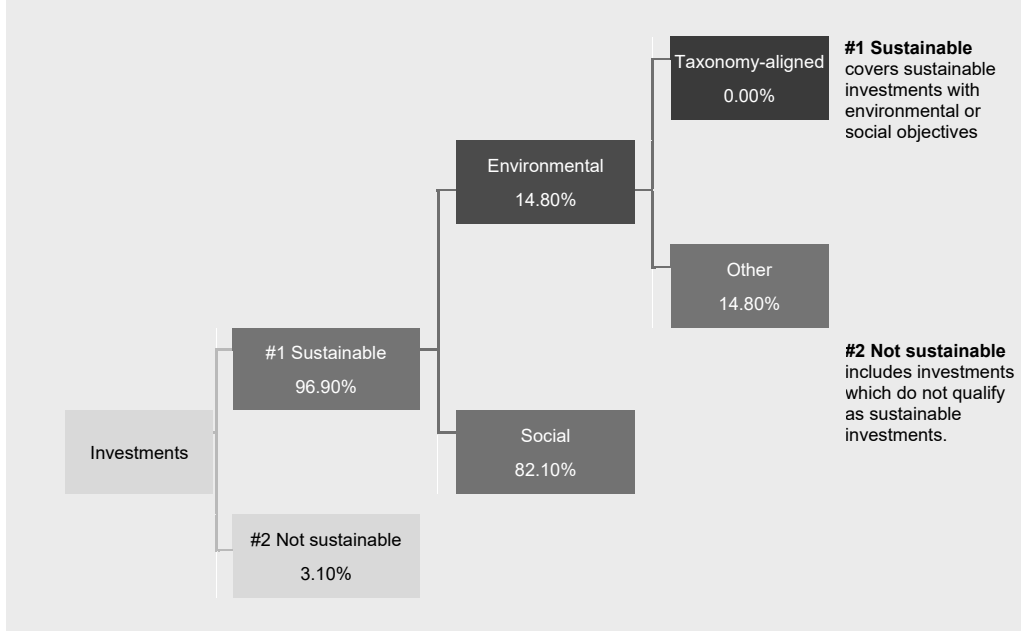 Taxonomy-aligned
0.00%
#1 Sustainable
covers sustainable
investments with
environmental or
social objectives
Environmental
14.80%
Other
14.80%
#1 Sustainable
96.90%
#2 Not sustainable
includes investments
which do not qualify
as sustainable
investments.
Social
82.10%
Investments
#2 Not sustainable
3.10%